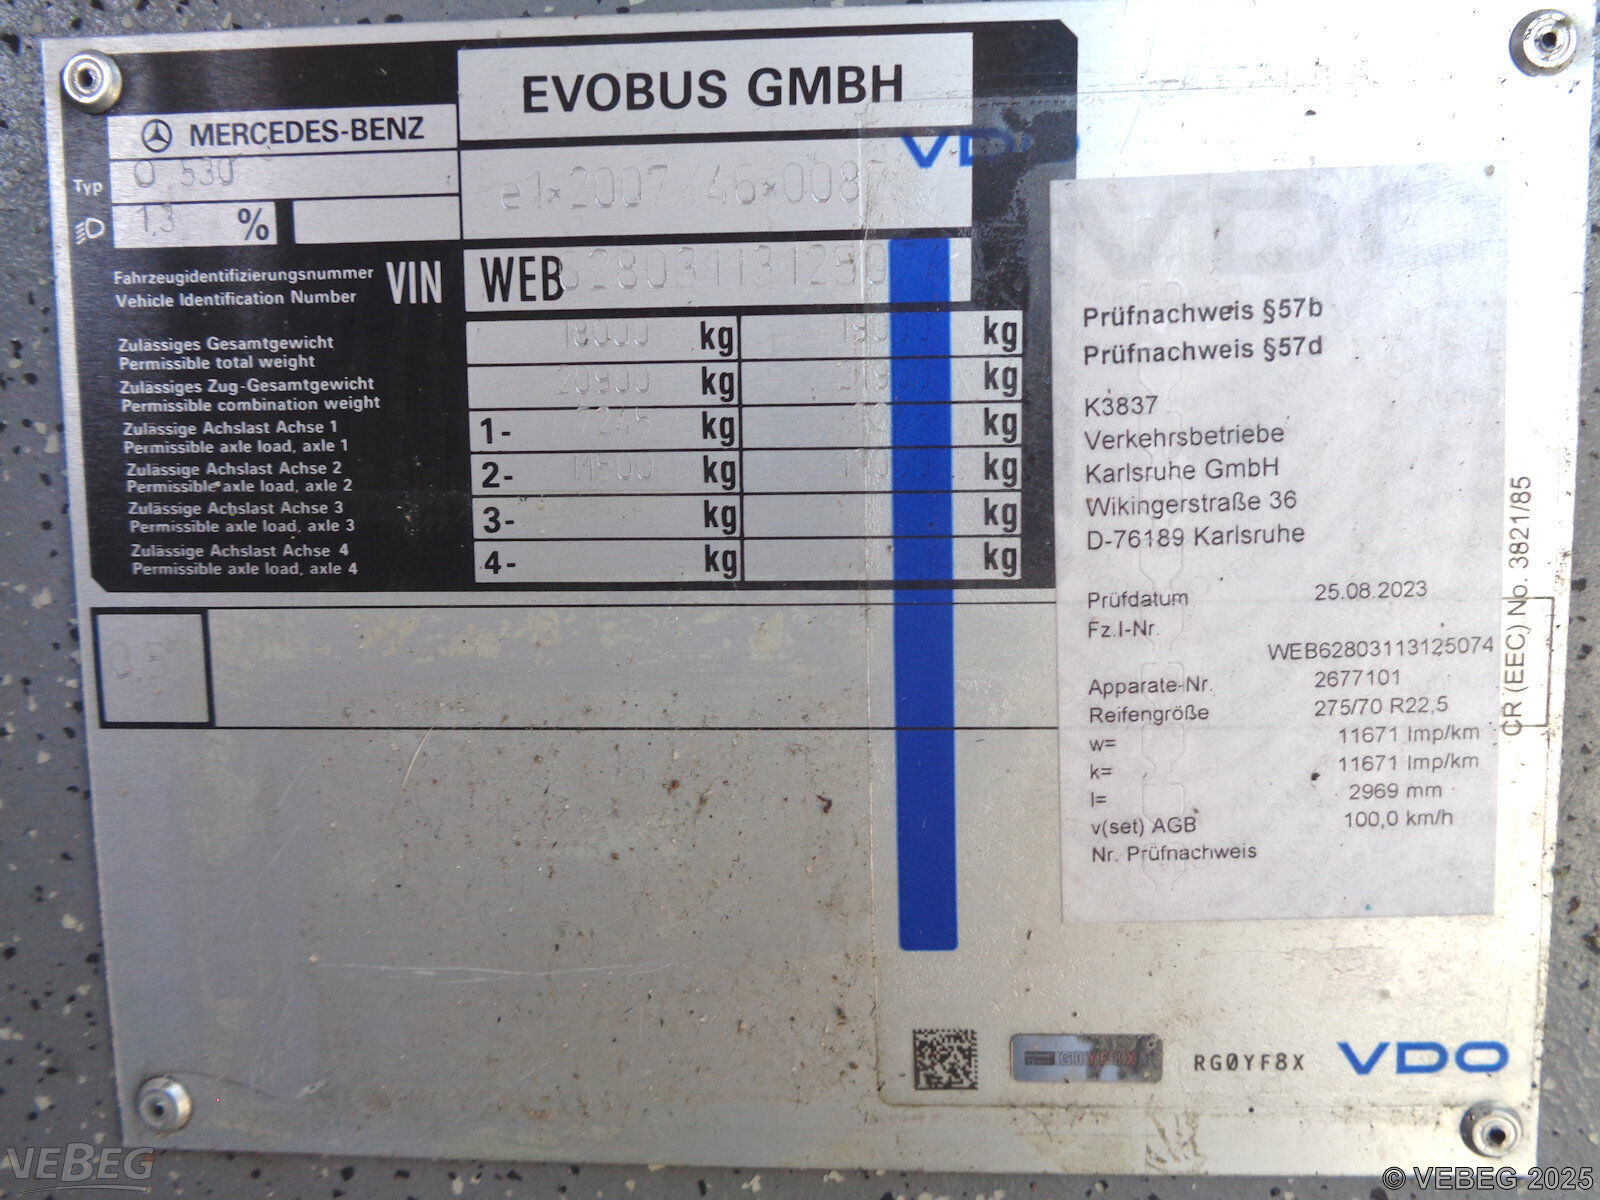 EVOBUS GMBH
MERCEDES-BENZ
VDO
Typ O 530
e1*2007/46*008
1,3 %
Fahrzeugidentifizierungsnummer
Vehicle Identification Number
VIN WEB
Zulässiges Gesamtgewicht
Permissible total weight
18000 kg kg
Zulässiges Zug-Gesamtgewicht
Permissible combination weight
20900 kg kg
Zulässige Achslast Achse 1
Permissible axle load, axle 1
1- kg kg
Zulässige Achslast Achse 2
Permissible axle load, axle 2
2- 11500 kg kg
Zulässige Achslast Achse 3
Permissible axle load, axle 3
3- kg kg
Zulässige Achslast Achse 4
Permissible axle load, axle 4
4- kg kg
Prüfnachweis §57b
Prüfnachweis §57d
K3837
Verkehrsbetriebe
Karlsruhe GmbH
Wikingerstraße 36
D-76189 Karlsruhe
Prüfdatum 25.08.2023
Fz.I-Nr.
WEB62803113125074
Apparate-Nr. 2677101
Reifengröße 275/70 R22,5
w= 11671 Imp/km
k= 11671 Imp/km
l= 2969 mm
v(set) AGB 100,0 km/h
Nr. Prüfnachweis
CR (EEC) No. 3821/85
G0YF8X
RG0YF8X VDO
VEBEG
© VEBEG 2025